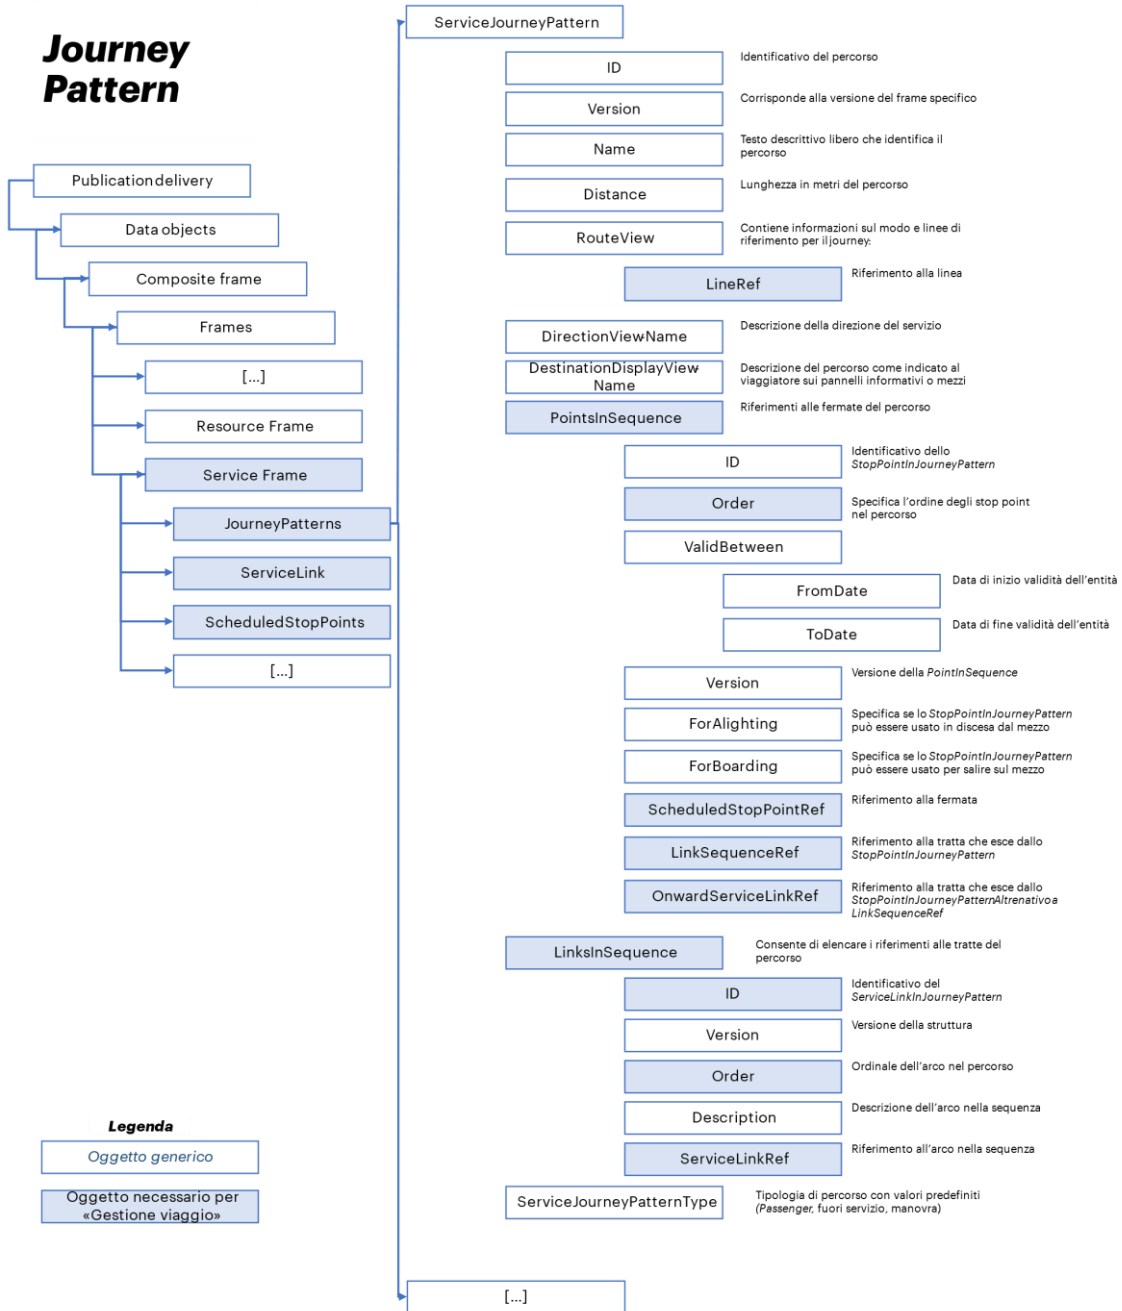 Journey
Pattern
Publication delivery
Data objects
Composite frame
Frames
[...]
Resource Frame
Service Frame
JourneyPatterns
ServiceLink
ScheduledStopPoints
[...]
ServiceJourneyPattern
ID
Identificativo del percorso
Version
Corrisponde alla versione del frame specifico
Name
Testo descrittivo libero che identifica il
percorso
Distance
Lunghezza in metri del percorso
RouteView
Contiene informazioni sul modo e linee di
riferimento per il journey:
LineRef
Riferimento alla linea
DirectionViewName
Descrizione della direzione del servizio
DestinationDisplayView
Name
Descrizione del percorso come indicato al
viaggiatore sui pannelli informativi o mezzi
PointsInSequence
Riferimenti alle fermate del percorso
ID
Identificativo dello
StopPointInJourneyPattern
Order
Specifica l'ordine degli stop point
nel percorso
ValidBetween
FromDate
Data di inizio validità dell'entità
ToDate
Data di fine validità dell'entità
Version
Versione della PointInSequence
ForAlighting
Specifica se lo StopPointInJourneyPattern
può essere usato in discesa dal mezzo
ForBoarding
Specifica se lo StopPointInJourneyPattern
può essere usato per salire sul mezzo
ScheduledStopPointRef
Riferimento alla fermata
LinkSequenceRef
Riferimento alla tratta che esce dallo
StopPointInJourneyPattern
OnwardServiceLinkRef
Riferimento alla tratta che esce dallo
StopPointInJourneyPatternAltrenativo a
LinkSequenceRef
LinksInSequence
Consente di elencare i riferimenti alle tratte del
percorso
ID
Identificativo del
ServiceLinkInJourneyPattern
Version
Versione della struttura
Order
Ordinale dell'arco nel percorso
Description
Descrizione dell'arco nella sequenza
ServiceLinkRef
Riferimento all'arco nella sequenza
ServiceJourneyPatternType
Tipologia di percorso con valori predefiniti
(Passenger, fuori servizio, manovra)
[...]
Legenda
Oggetto generico
Oggetto necessario per
«Gestione viaggio»